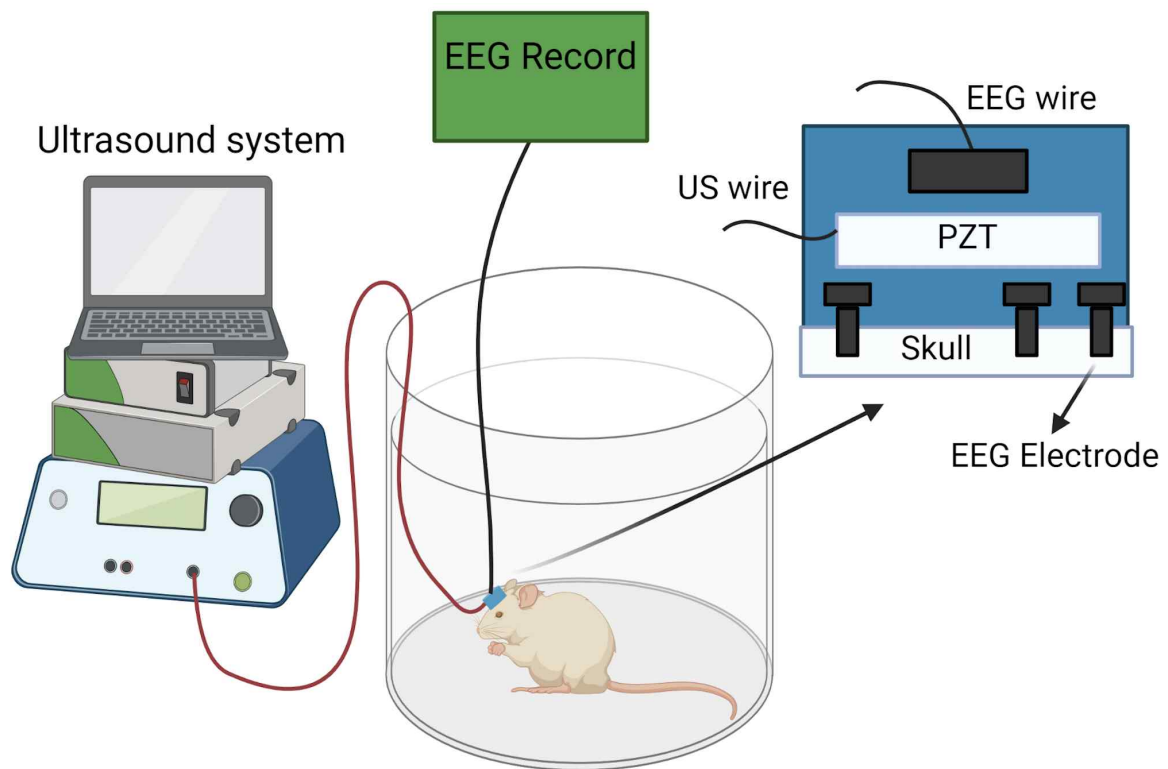 EEG Record
Ultrasound system
EEG wire
US wire
PZT
Skull
EEG Electrode